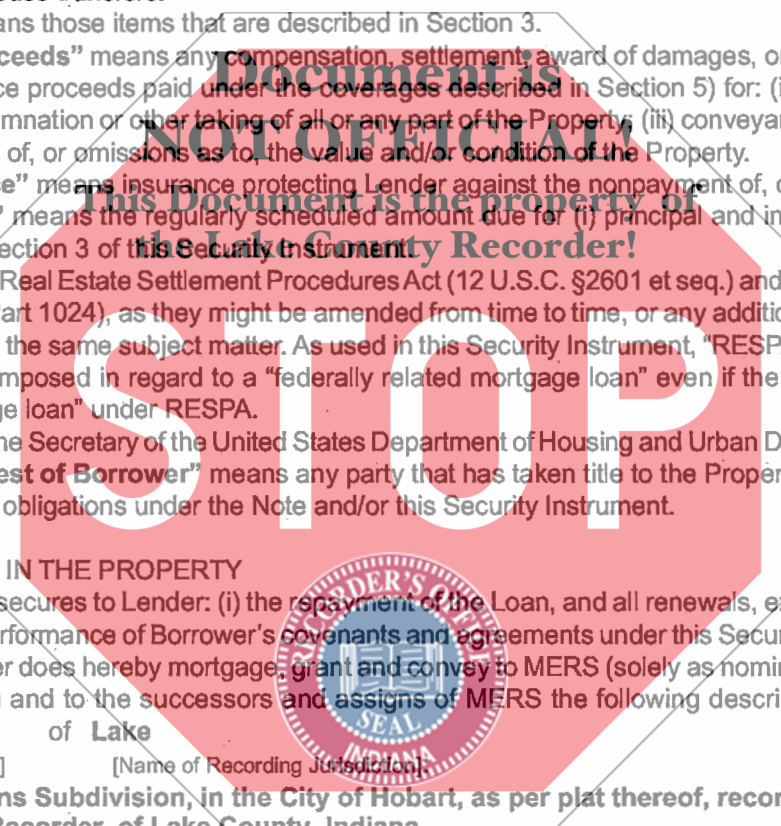 ans those items that are described in Section 3.
ceeds” means any compensation, settlement, award of damages, or
ce proceeds paid under the coverages described in Section 5) for: (i
mnation or other taking of all or any part of the Property; (iii) conveyan
of, or omissions as to, the value and/or condition of the Property.
e” means insurance protecting Lender against the nonpayment of, o
” means the regularly scheduled amount due for (i) principal and in
ection 3 of this Security Instrument.
Real Estate Settlement Procedures Act (12 U.S.C. §2601 et seq.) and
art 1024), as they might be amended from time to time, or any additio
the same subject matter. As used in this Security Instrument, “RESPA
mposed in regard to a “federally related mortgage loan” even if the
ge loan” under RESPA.
he Secretary of the United States Department of Housing and Urban D
est of Borrower” means any party that has taken title to the Proper
obligations under the Note and/or this Security Instrument.
IN THE PROPERTY
secures to Lender: (i) the repayment of the Loan, and all renewals, e
rformance of Borrower's covenants and agreements under this Secur
er does hereby mortgage, grant and convey to MERS (solely as nomin
and to the successors and assigns of MERS the following descri
of Lake
] [Name of Recording Jurisdiction]:
ns Subdivision, in the City of Hobart, as per plat thereof, recor
Recorder, of Lake County, Indiana
Document is
NOT OFFICIAL!
This Document is the property of
the Lake County Recorder!
STOP
RECORDER'S OFFICE
SEAL
INDIANA